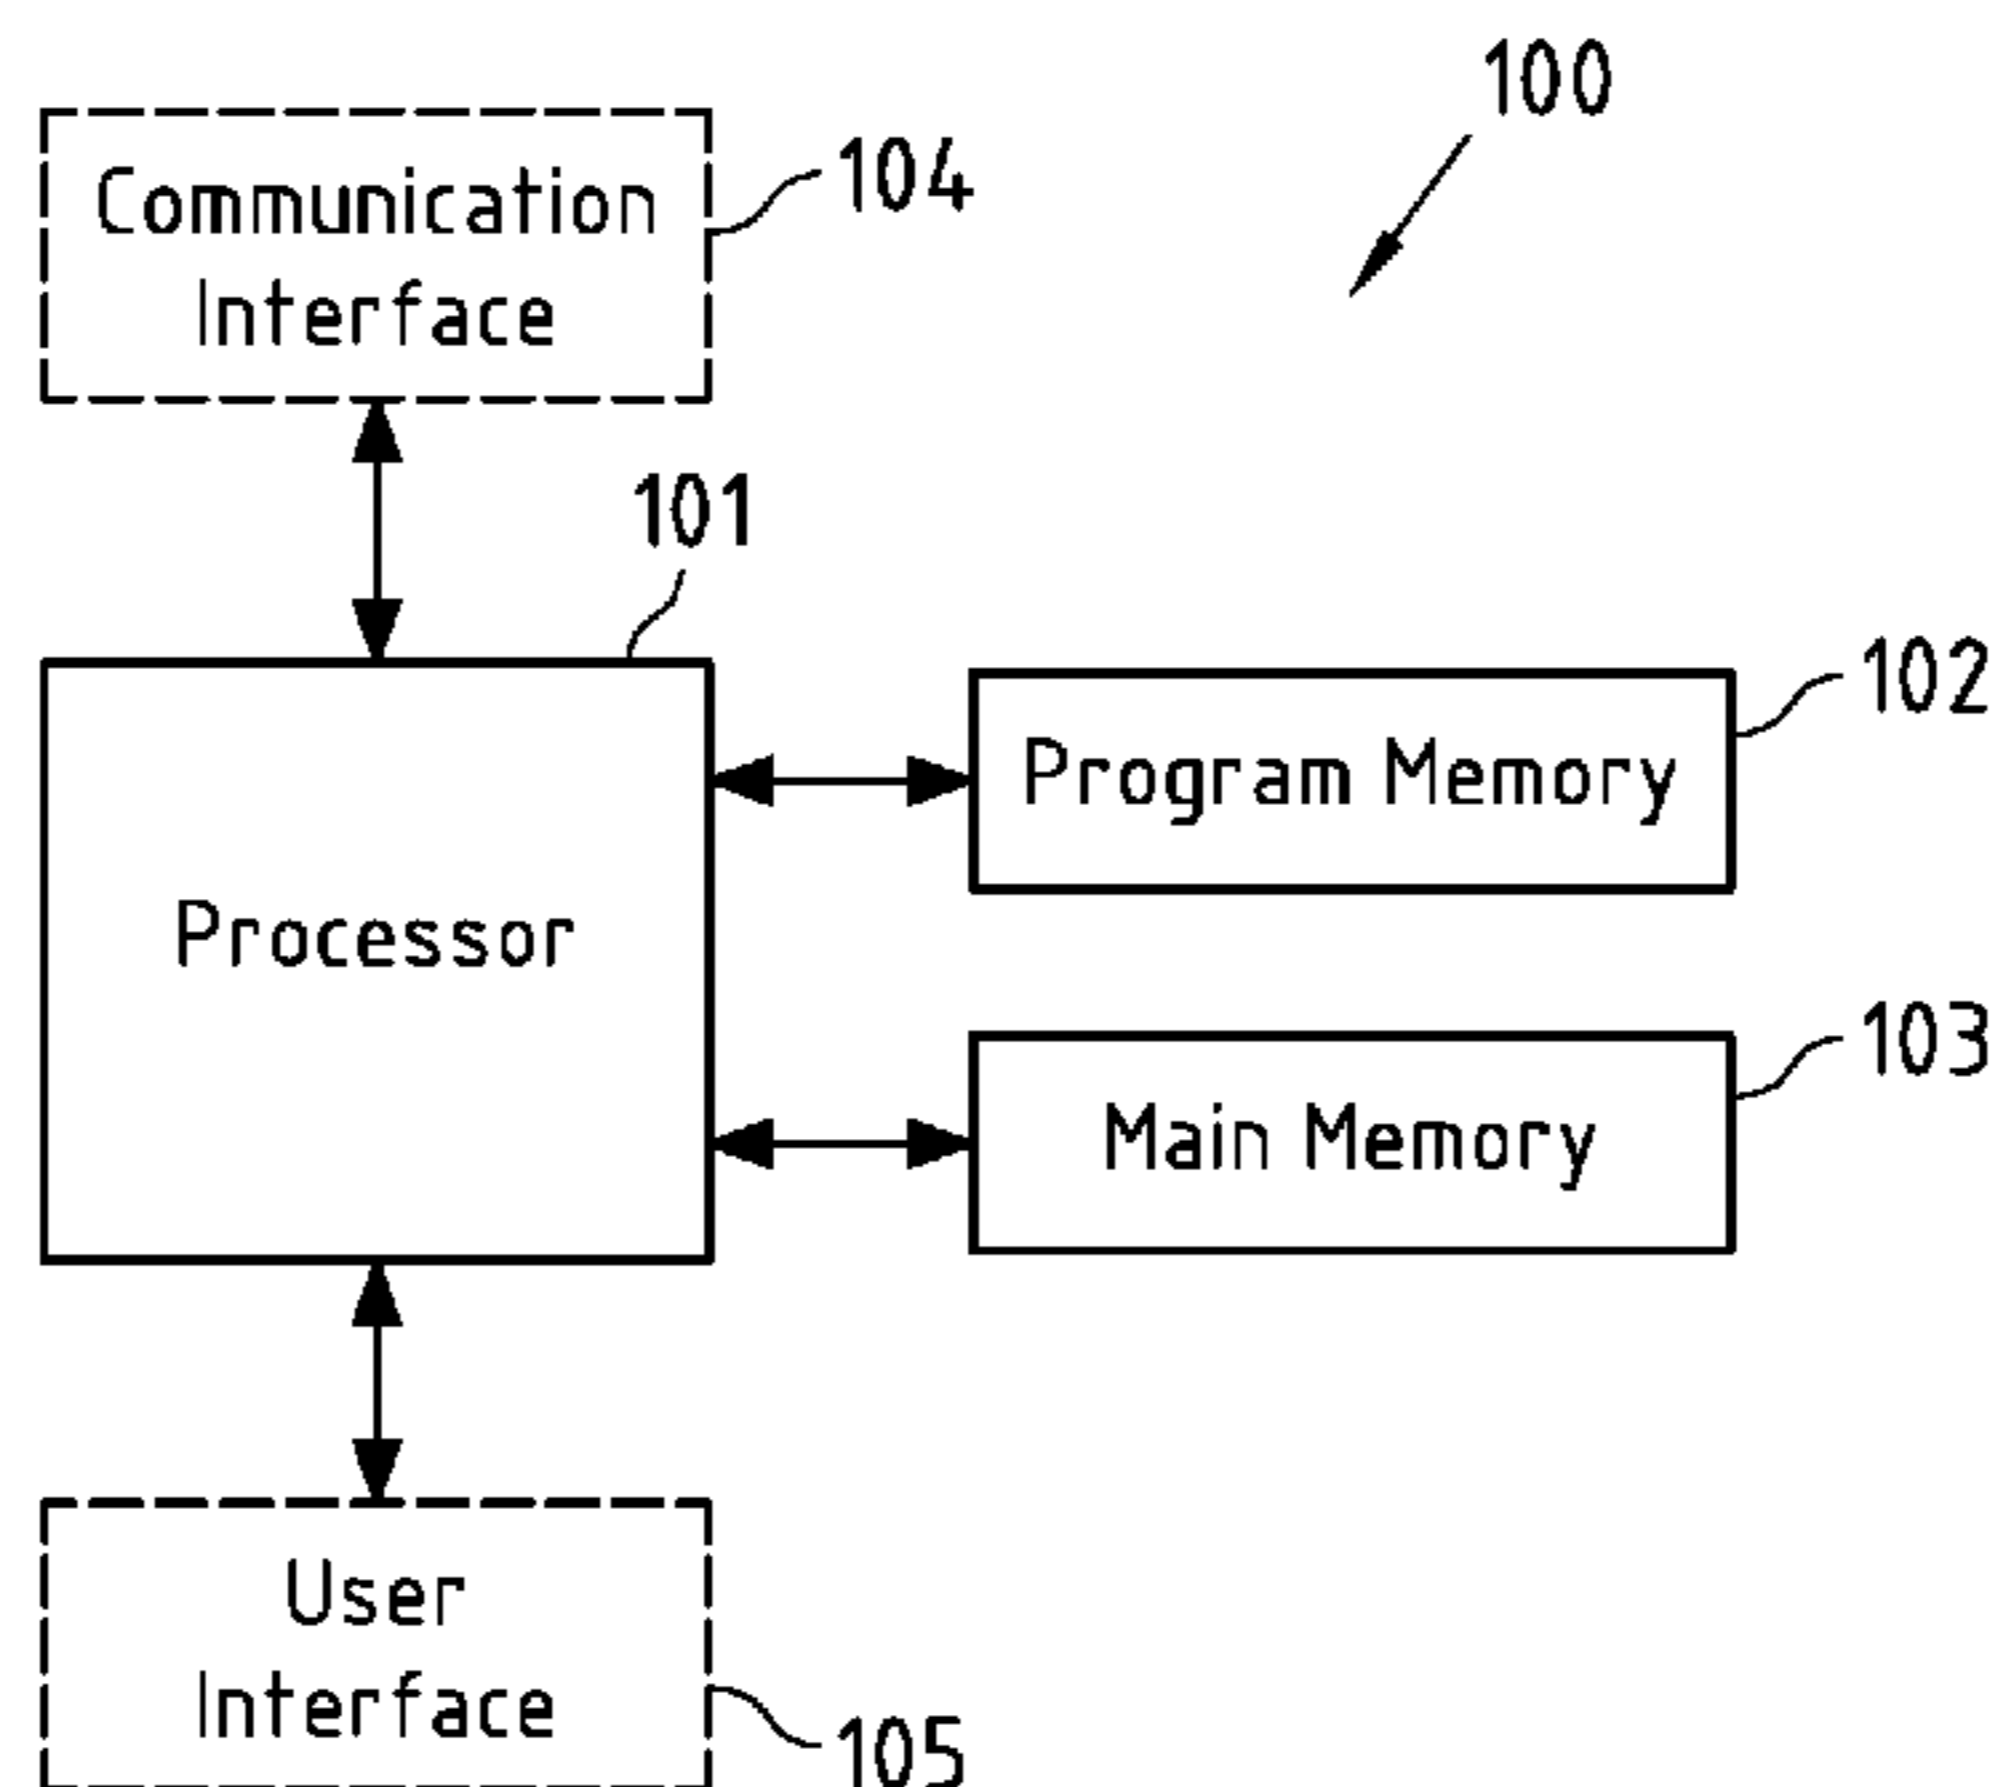 100
Communication
Interface
104
101
Program Memory
102
Processor
Main Memory
103
User
Interface
105